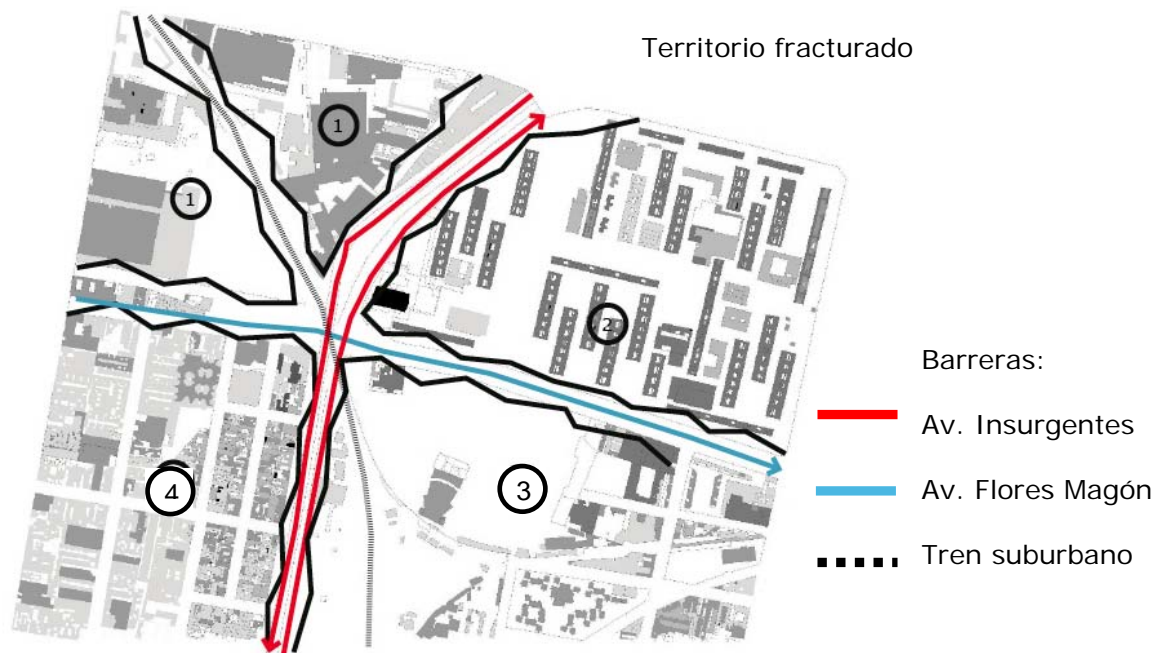 Territorio fracturado
1
1
2
3
4
Barreras:
Av. Insurgentes
Av. Flores Magón
Tren suburbano